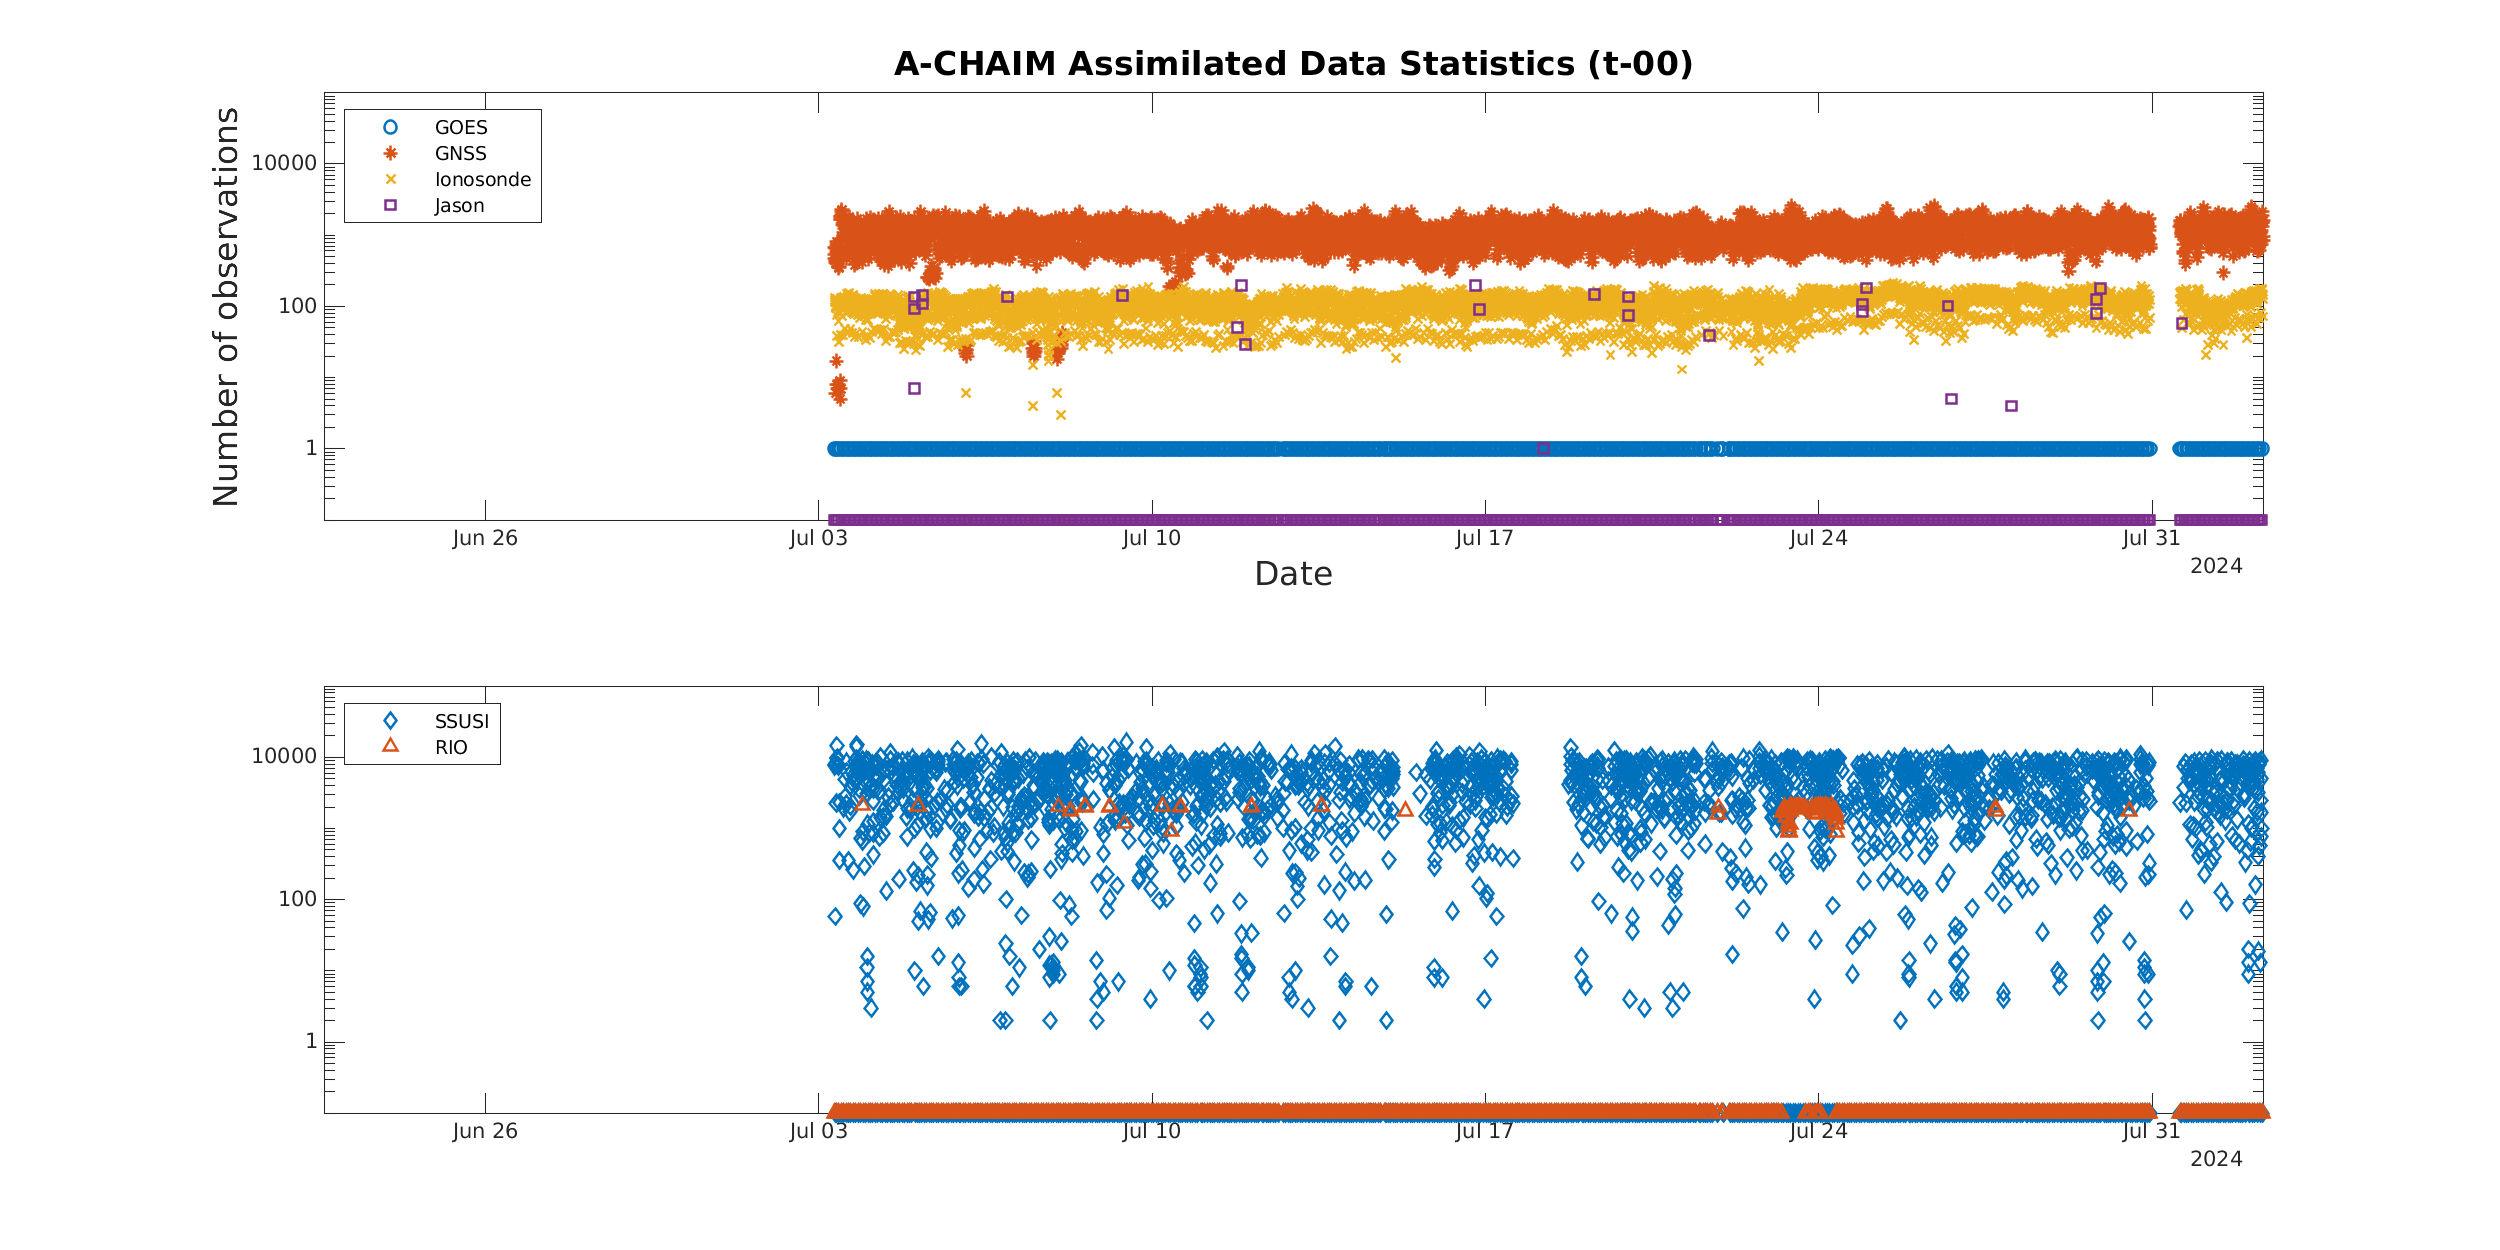 A-CHAIM Assimilated Data Statistics (t-00)
Number of observations
10000
100
1
GOES
GNSS
Ionosonde
Jason
Jun 26
Jul 03
Jul 10
Jul 17
Jul 24
Jul 31
2024
Date
10000
100
1
SSUSI
RIO
Jun 26
Jul 03
Jul 10
Jul 17
Jul 24
Jul 31
2024